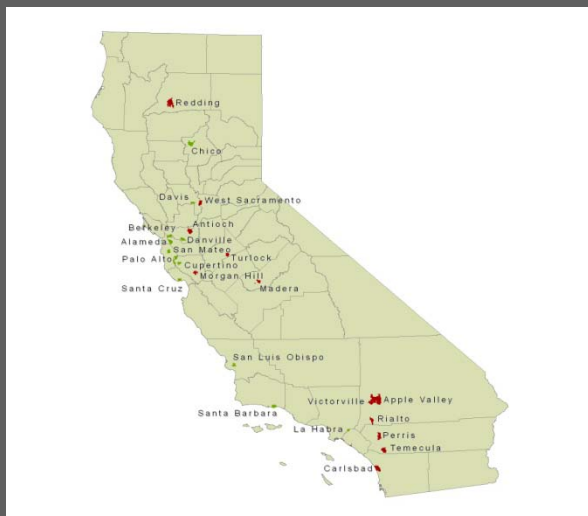 Redding
Chico
Davis
West Sacramento
Berkeley
Antioch
Alameda
Danville
San Mateo
Turlock
Palo Alto
Cupertino
Morgan Hill
Santa Cruz
Madera
San Luis Obispo
Victorville
Apple Valley
Santa Barbara
Rialto
La Habra
Perris
Temecula
Carlsbad